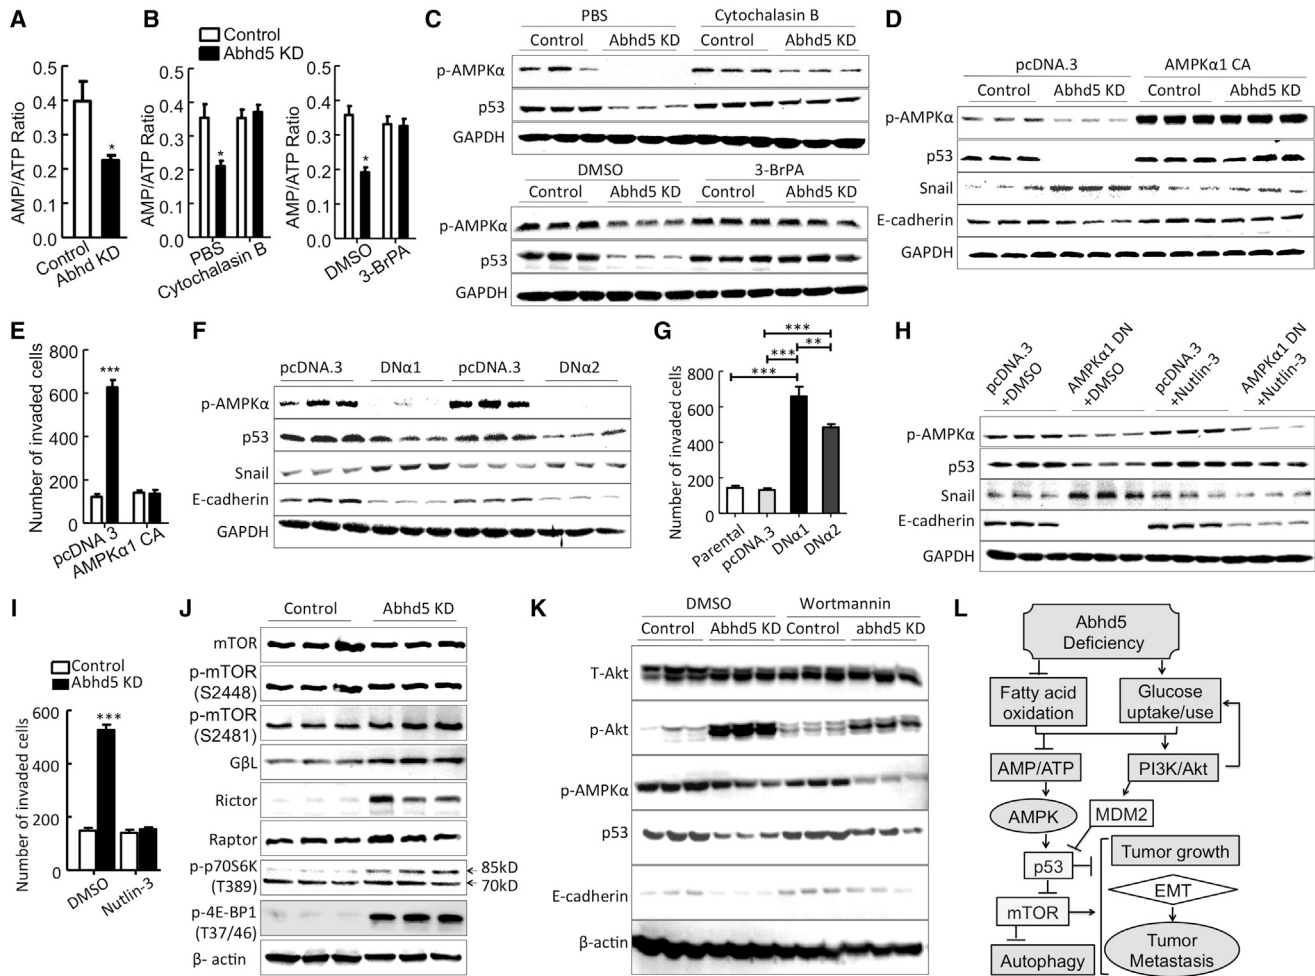 A
B
Control
Abhd5 KD
AMP/ATP Ratio
0.5
0.4
0.3
0.2
0.1
0.0
*
Control
Abhd KD
AMP/ATP Ratio
0.5
0.4
0.3
0.2
0.1
0.0
*
PBS
Cytochalasin B
AMP/ATP Ratio
0.5
0.4
0.3
0.2
0.1
0.0
*
DMSO
3-BrPA
C
PBS Cytochalasin B
Control Abhd5 KD Control Abhd5 KD
p-AMPKα
p53
GAPDH
DMSO 3-BrPA
Control Abhd5 KD Control Abhd5 KD
p-AMPKα
p53
GAPDH
D
pcDNA.3 AMPKα1 CA
Control Abhd5 KD Control Abhd5 KD
p-AMPKα
p53
Snail
E-cadherin
GAPDH
E
Number of invaded cells
800
600
400
200
0
***
pcDNA 3
AMPKα1 CA
F
pcDNA.3 DNα1 pcDNA.3 DNα2
p-AMPKα
p53
Snail
E-cadherin
GAPDH
G
Number of invaded cells
***
**
***
***
800
600
400
200
0
Parental
pcDNA.3
DNα1
DNα2
H
pcDNA.3
+DMSO
AMPKα1 DN
+DMSO
pcDNA.3
+Nutlin-3
AMPKα1 DN
+Nutlin-3
p-AMPKα
p53
Snail
E-cadherin
GAPDH
I
Control
Abhd5 KD
Number of invaded cells
600
400
200
0
***
DMSO
Nutlin-3
J
Control Abhd5 KD
mTOR
p-mTOR
(S2448)
p-mTOR
(S2481)
GβL
Rictor
Raptor
p-p70S6K
(T389)
85kD
70kD
p-4E-BP1
(T37/46)
β- actin
K
DMSO Wortmannin
Control Abhd5 KD Control abhd5 KD
T-Akt
p-Akt
p-AMPKα
p53
E-cadherin
β-actin
L
Abhd5
Deficiency
Fatty acid
oxidation
Glucose
uptake/use
AMP/ATP
PI3K/Akt
AMPK
MDM2
p53
Tumor growth
mTOR
EMT
Autophagy
Tumor
Metastasis